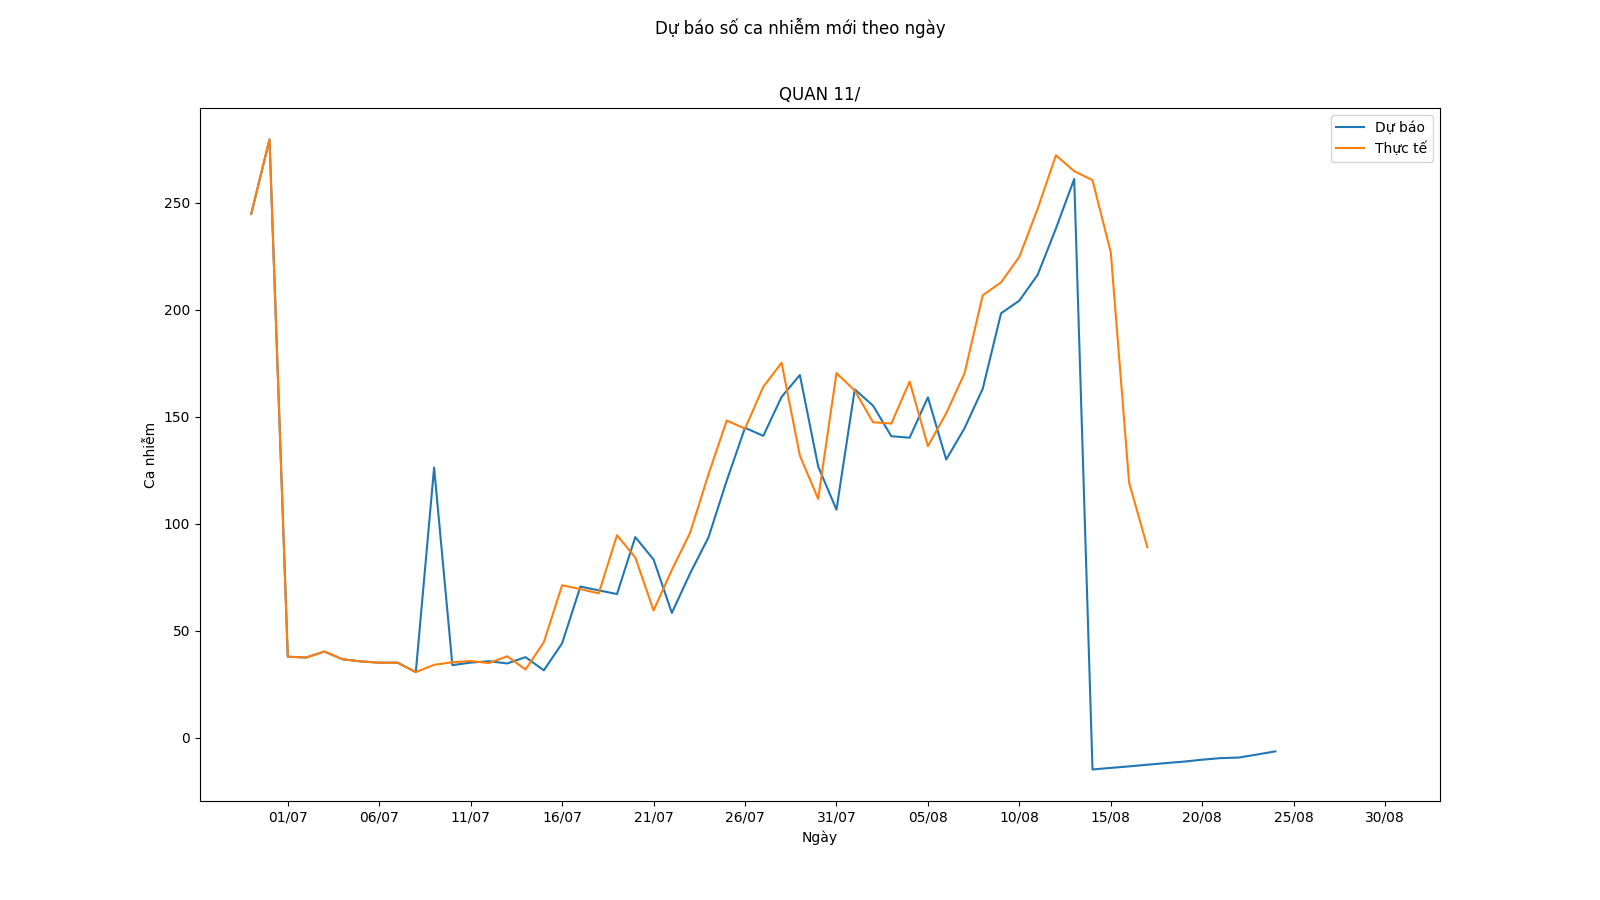 Dự báo số ca nhiễm mới theo ngày
QUAN 11/
Dự báo
Thực tế
250
200
150
100
50
0
Ca nhiễm
01/07 06/07 11/07 16/07 21/07 26/07 31/07 05/08 10/08 15/08 20/08 25/08 30/08
Ngày